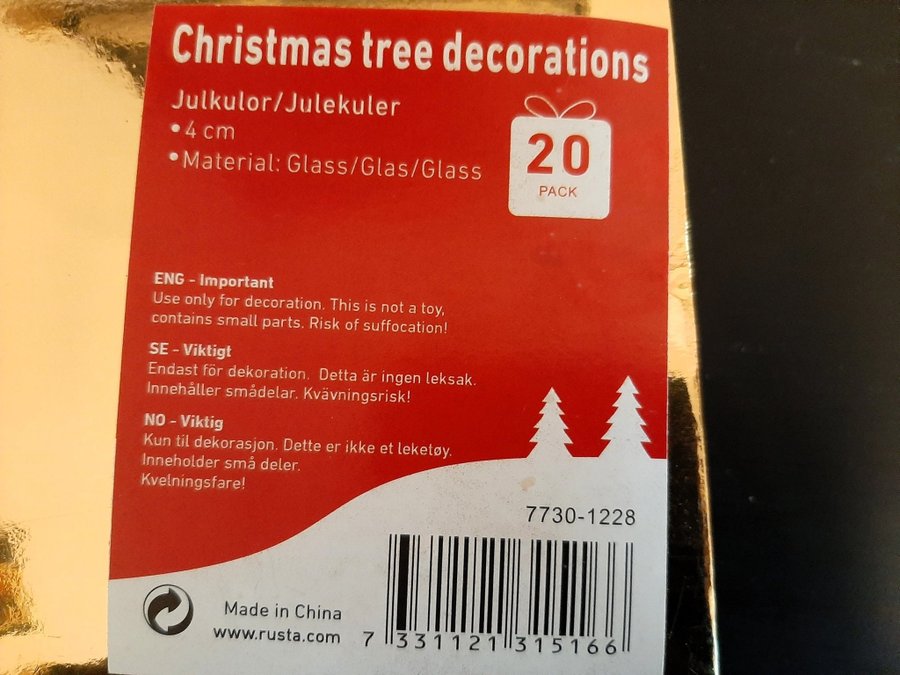 Christmas tree decorations
Julkulor/Julekuler
• 4 cm
• Material: Glass/Glas/Glass
20
PACK
ENG - Important
Use only for decoration. This is not a toy,
contains small parts. Risk of suffocation!
SE - Viktigt
Endast för dekoration. Detta är ingen leksak.
Innehåller smådelar. Kvävningsrisk!
NO - Viktig
Kun til dekorasjon. Dette er ikke et leketøy.
Inneholder små deler.
Kvelningsfare!
7730-1228
Made in China
www.rusta.com
7 331121 315166